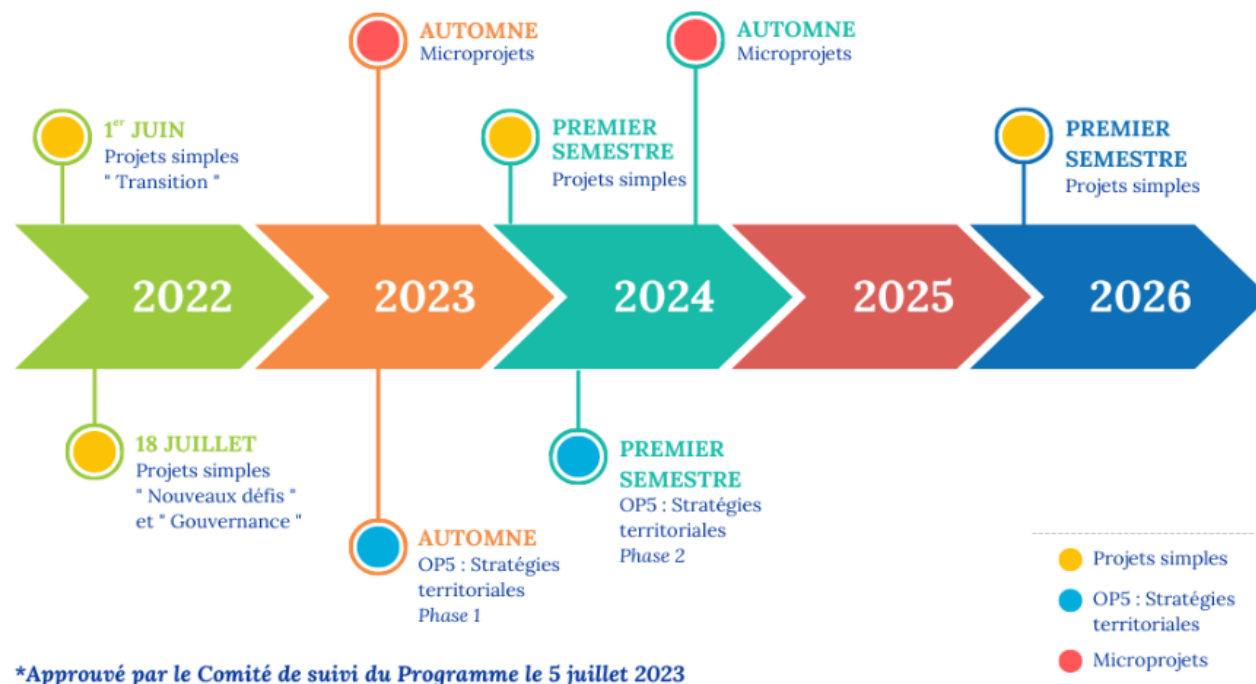 AUTOMNE
Microprojets
AUTOMNE
Microprojets
1er JUIN
Projets simples
" Transition "
PREMIER
SEMESTRE
Projets simples
PREMIER
SEMESTRE
Projets simples
2022
2023
2024
2025
2026
18 JUILLET
Projets simples
" Nouveaux défis "
et " Gouvernance "
AUTOMNE
OP5 : Stratégies
territoriales
Phase 1
PREMIER
SEMESTRE
OP5 : Stratégies
territoriales
Phase 2
Projets simples
OP5 : Stratégies
territoriales
Microprojets
*Approuvé par le Comité de suivi du Programme le 5 juillet 2023